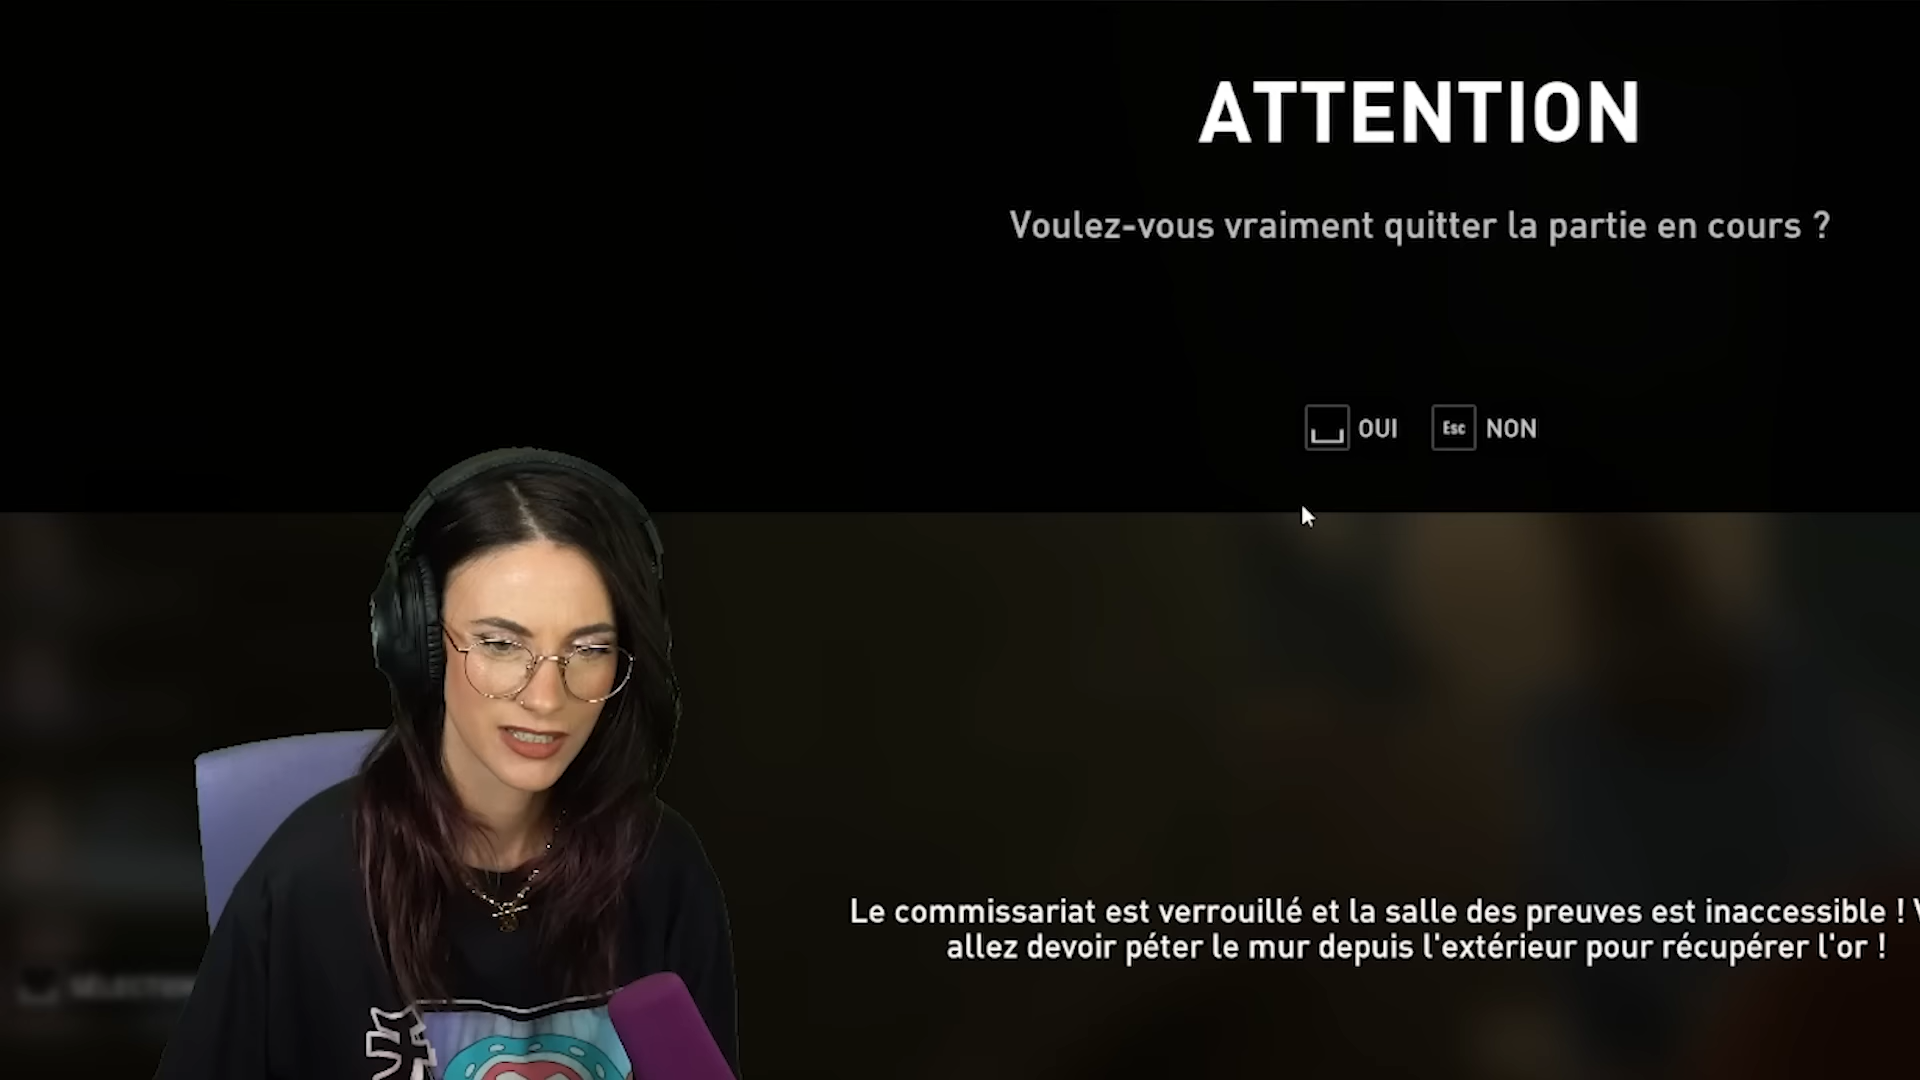 ATTENTION
Voulez-vous vraiment quitter la partie en cours ?
OUI
Esc NON
Le commissariat est verrouillé et la salle des preuves est inaccessible !
allez devoir péter le mur depuis l'extérieur pour récupérer l'or !